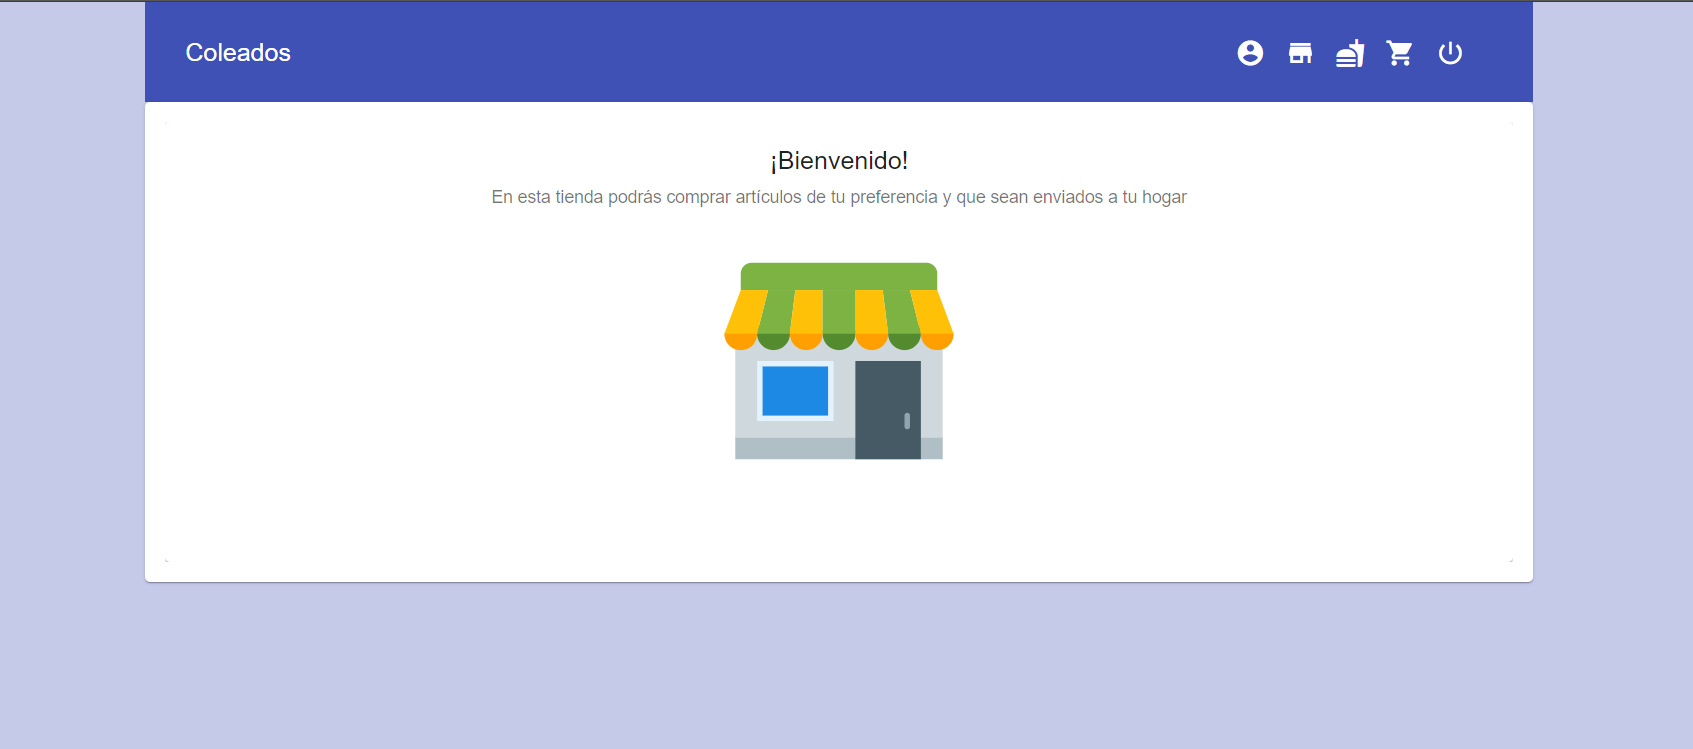 Coleados
¡Bienvenido!
En esta tienda podrás comprar artículos de tu preferencia y que sean enviados a tu hogar